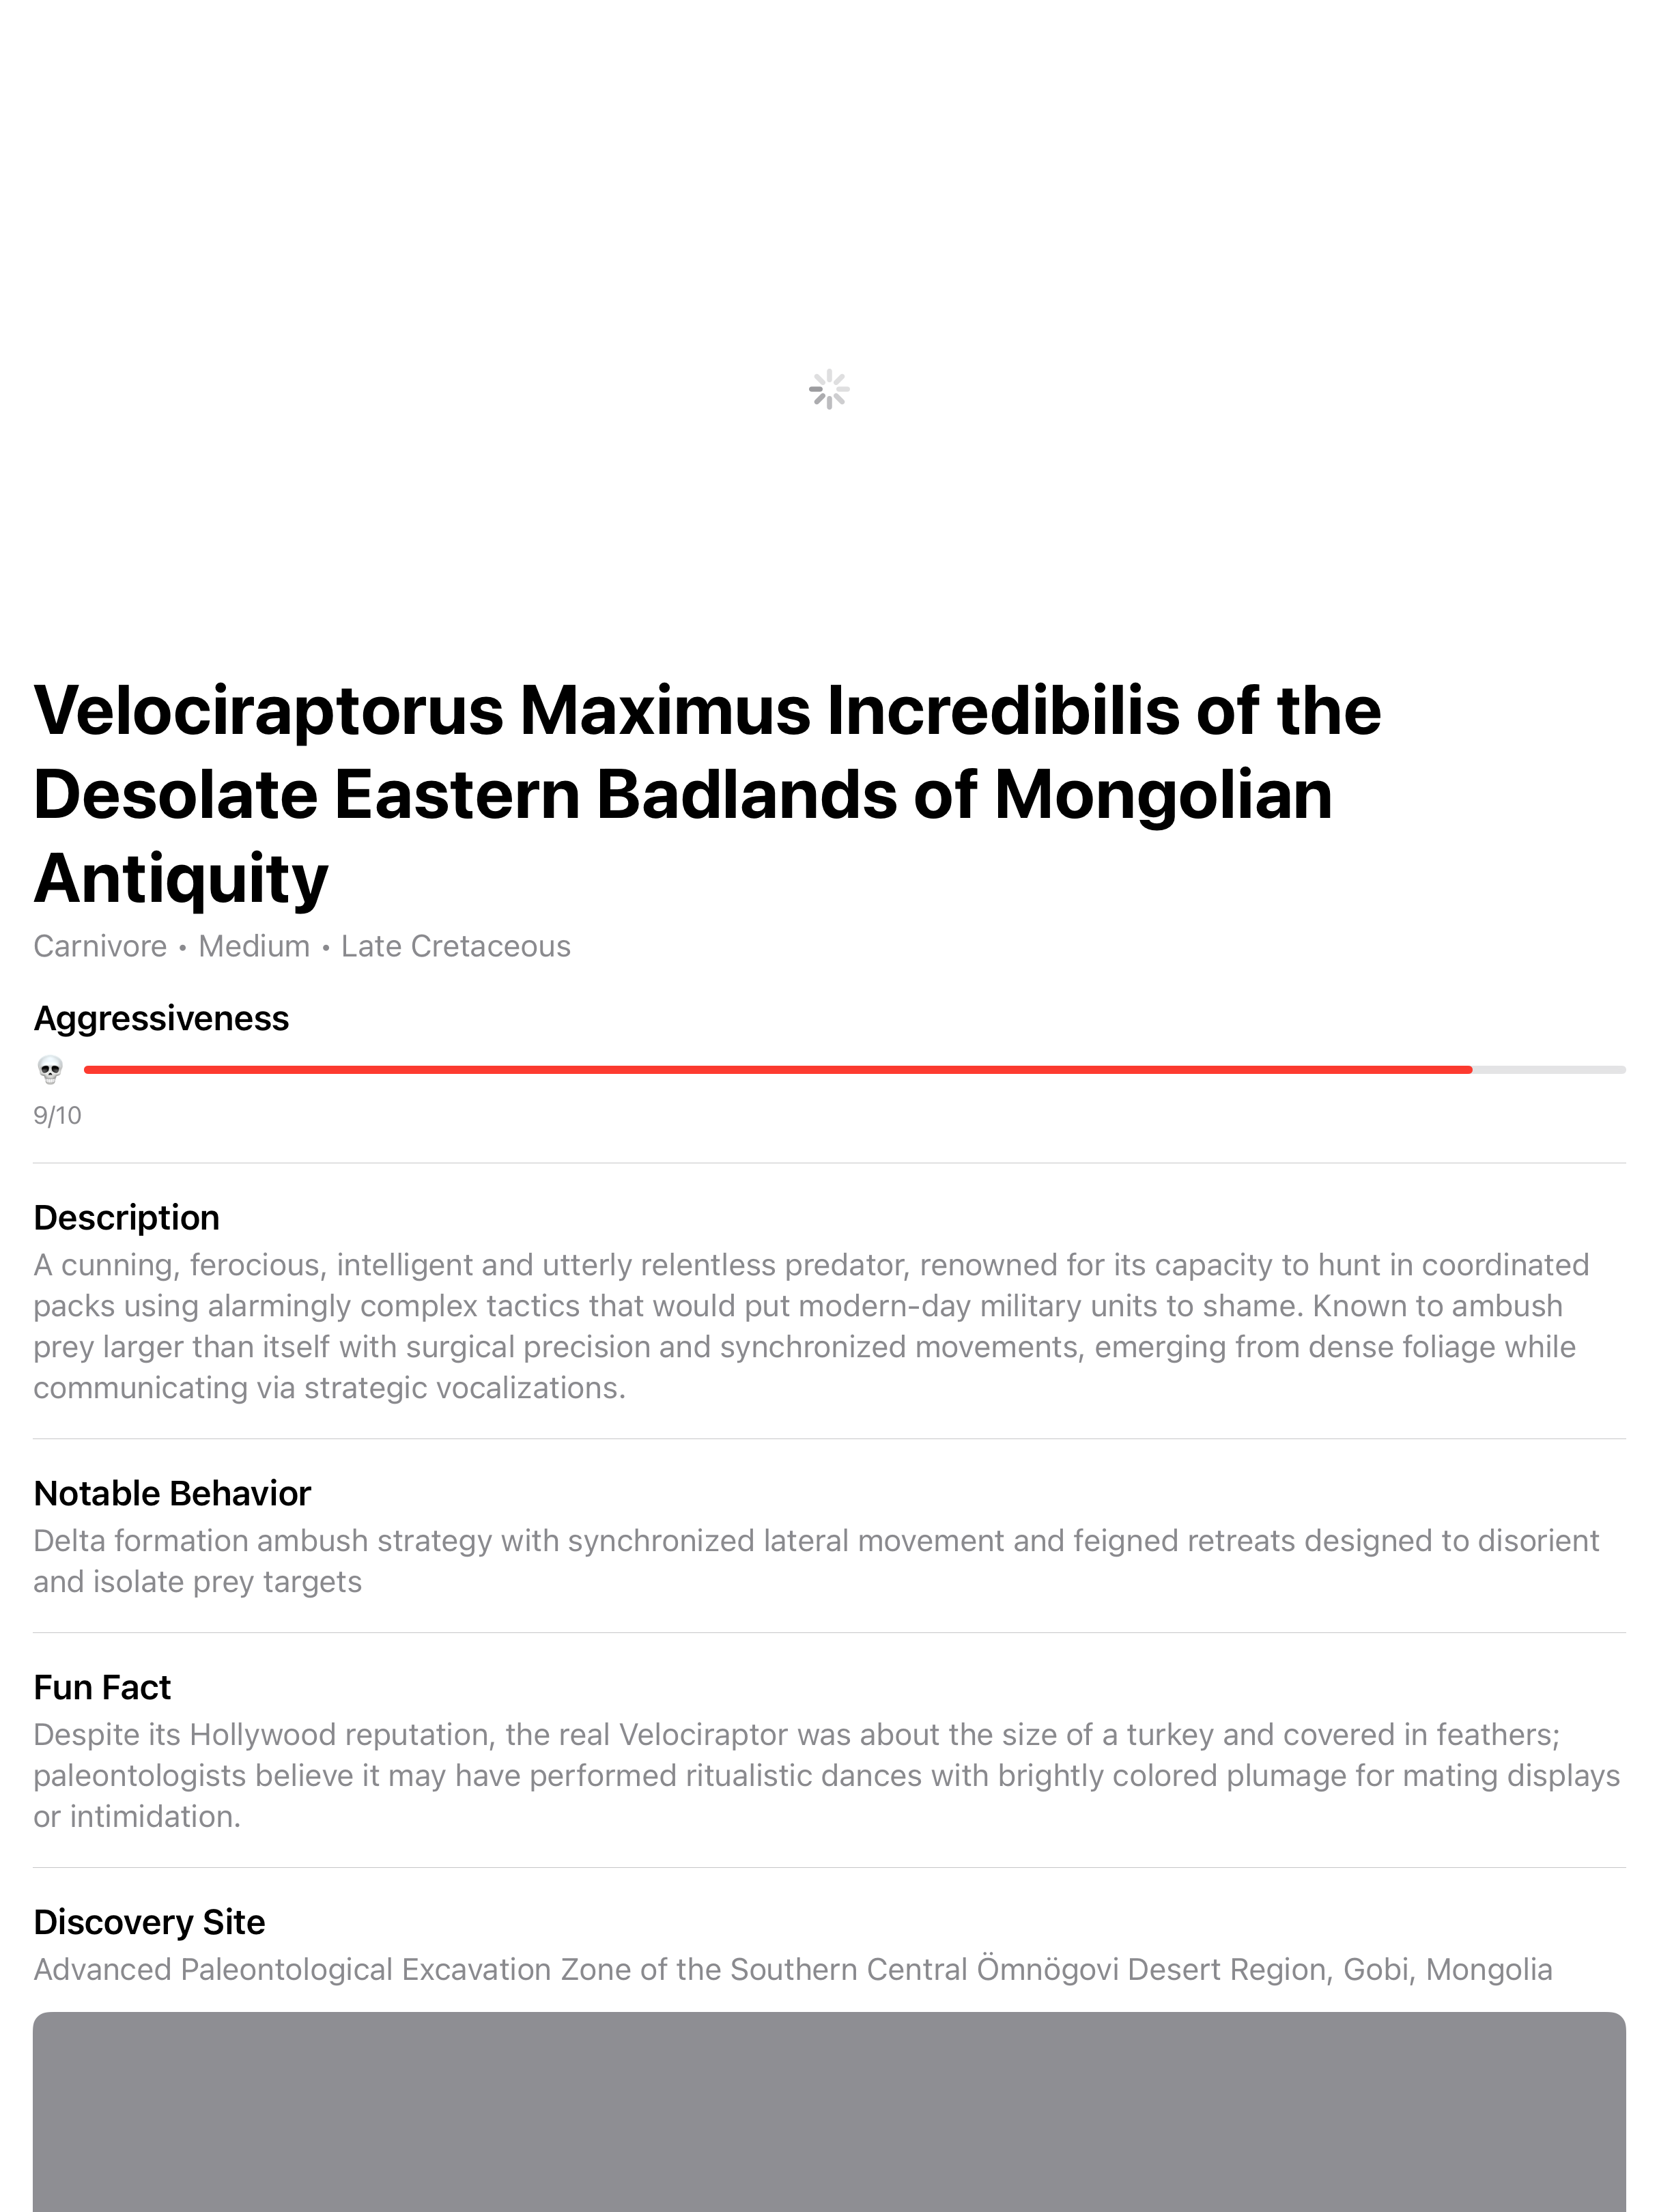 Velociraptorus Maximus Incredibilis of the
Desolate Eastern Badlands of Mongolian
Antiquity
Carnivore • Medium • Late Cretaceous
Aggressiveness
9/10
Description
A cunning, ferocious, intelligent and utterly relentless predator, renowned for its capacity to hunt in coordinated
packs using alarmingly complex tactics that would put modern-day military units to shame. Known to ambush
prey larger than itself with surgical precision and synchronized movements, emerging from dense foliage while
communicating via strategic vocalizations.
Notable Behavior
Delta formation ambush strategy with synchronized lateral movement and feigned retreats designed to disorient
and isolate prey targets
Fun Fact
Despite its Hollywood reputation, the real Velociraptor was about the size of a turkey and covered in feathers;
paleontologists believe it may have performed ritualistic dances with brightly colored plumage for mating displays
or intimidation.
Discovery Site
Advanced Paleontological Excavation Zone of the Southern Central Ömnögovi Desert Region, Gobi, Mongolia